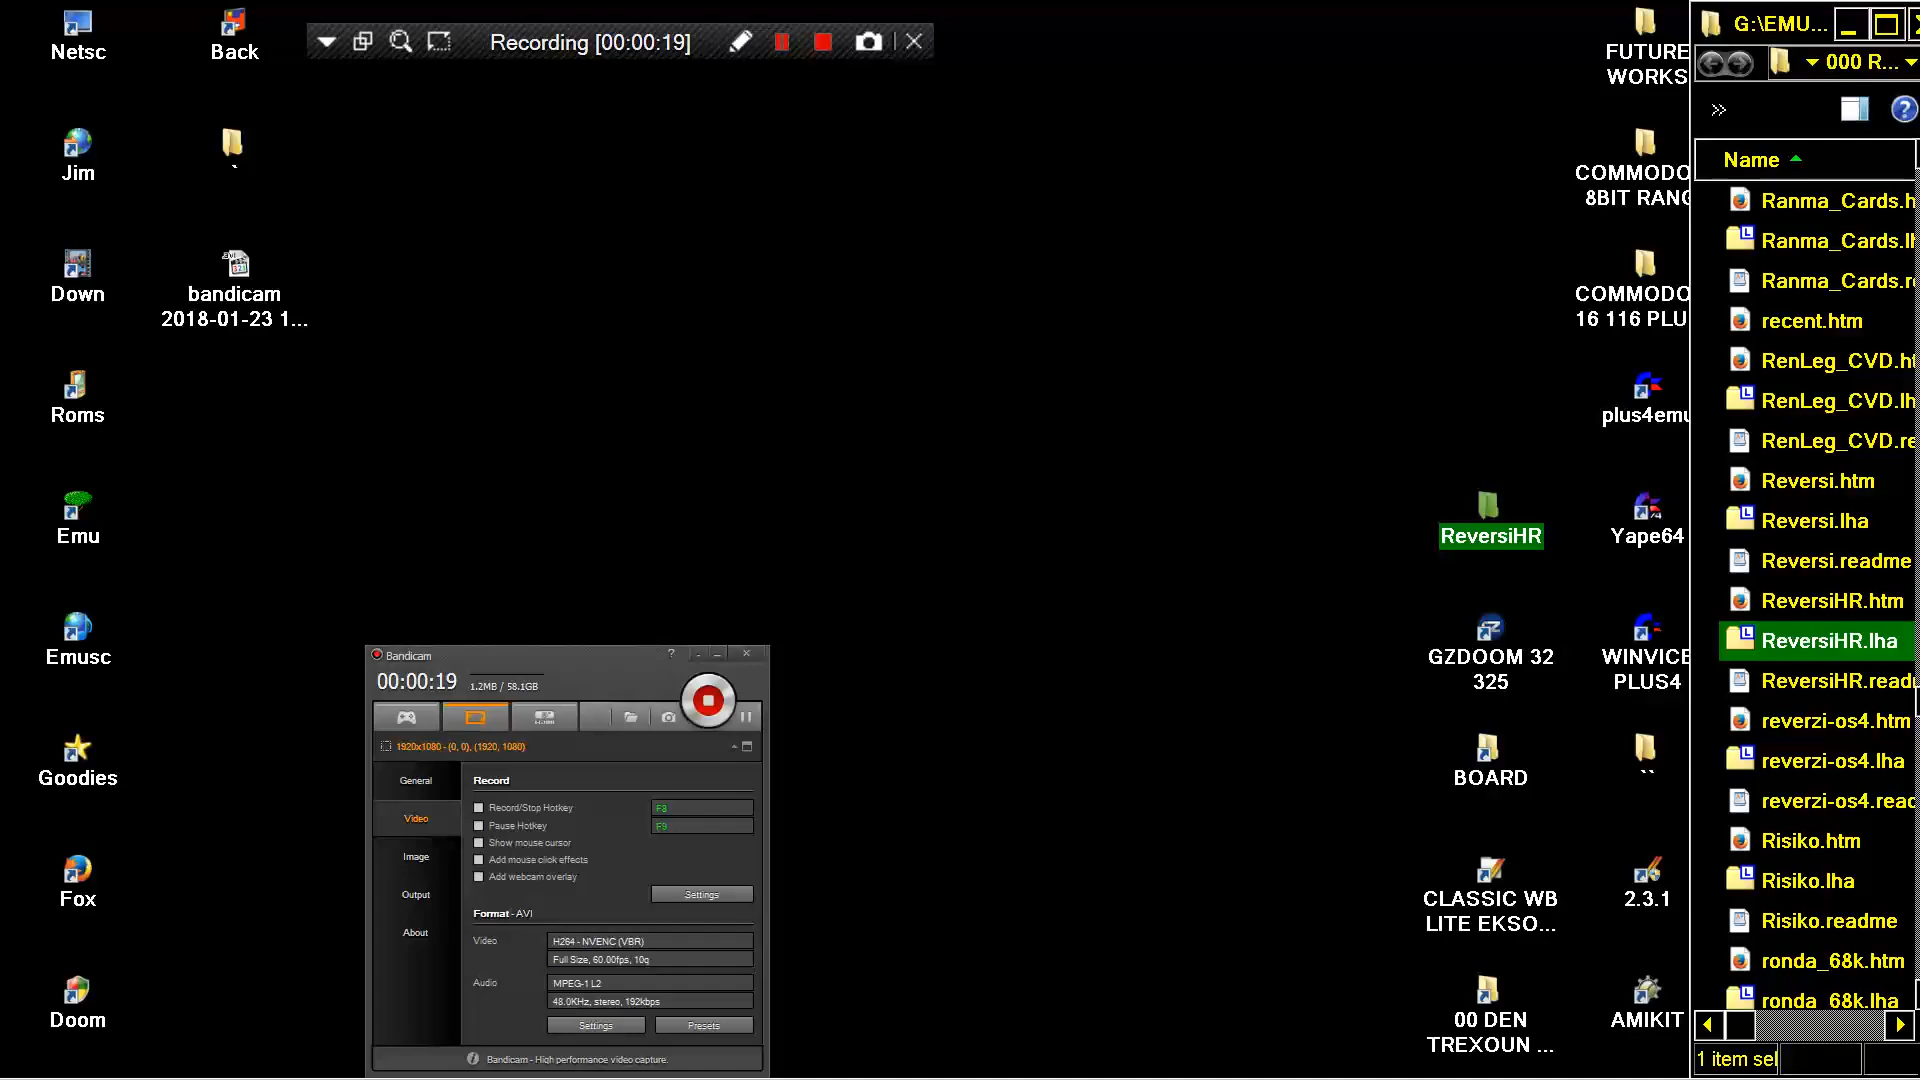 Netsc
Back
Jim
`
Down
bandicam
2018-01-23 1...
Roms
Emu
Emusc
Goodies
Fox
Doom
Recording [00:00:19]
Bandicam
?
00:00:19
1.2MB / 58.1GB
1920x1080 - (0, 0), (1920, 1080)
General
Video
Image
Output
About
Record
Record/Stop Hotkey
F8
Pause Hotkey
F9
Show mouse cursor
Add mouse click effects
Add webcam overlay
Settings
Format - AVI
Video
H264 - NVENC (VBR)
Full Size, 60.00fps, 10q
Audio
MPEG-1 L2
48.0KHz, stereo, 192kbps
Settings
Presets
Bandicam - High performance video capture.
FUTURE
WORKS
COMMODO
8BIT RANG
COMMODO
16 116 PLU
plus4emu
ReversiHR
Yape64
GZDOOM 32
325
WINVICE
PLUS4
BOARD
``
CLASSIC WB
LITE EKSO...
2.3.1
00 DEN
TREXOUN ...
AMIKIT
G:\EMU...
000 R...
Name
Ranma_Cards.h
Ranma_Cards.lh
Ranma_Cards.re
recent.htm
RenLeg_CVD.ht
RenLeg_CVD.lh
RenLeg_CVD.re
Reversi.htm
Reversi.lha
Reversi.readme
ReversiHR.htm
ReversiHR.lha
ReversiHR.readm
reverzi-os4.htm
reverzi-os4.lha
reverzi-os4.reac
Risiko.htm
Risiko.lha
Risiko.readme
ronda_68k.htm
ronda_68k.lha
1 item sel